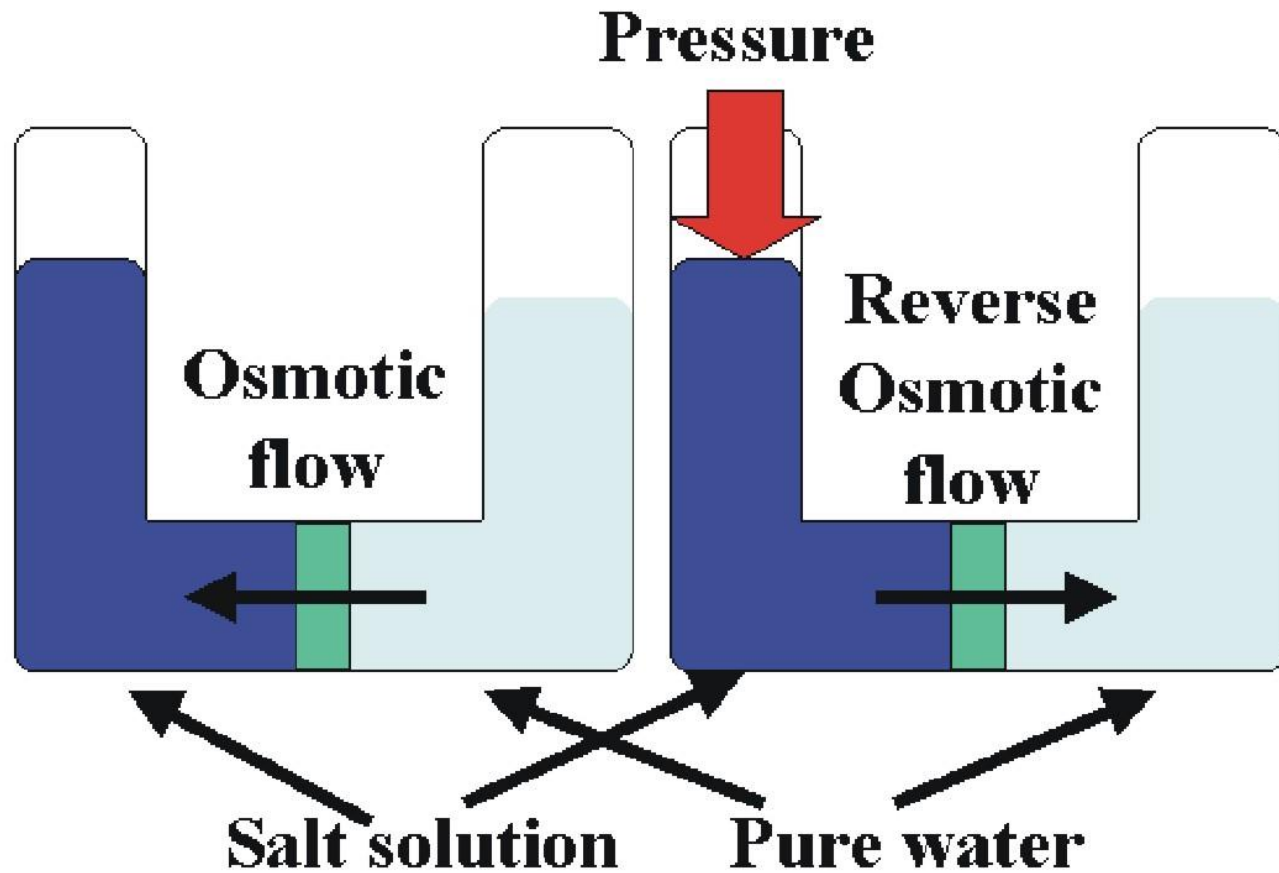 Pressure
Osmotic
flow
Reverse
Osmotic
flow
Salt solution
Pure water